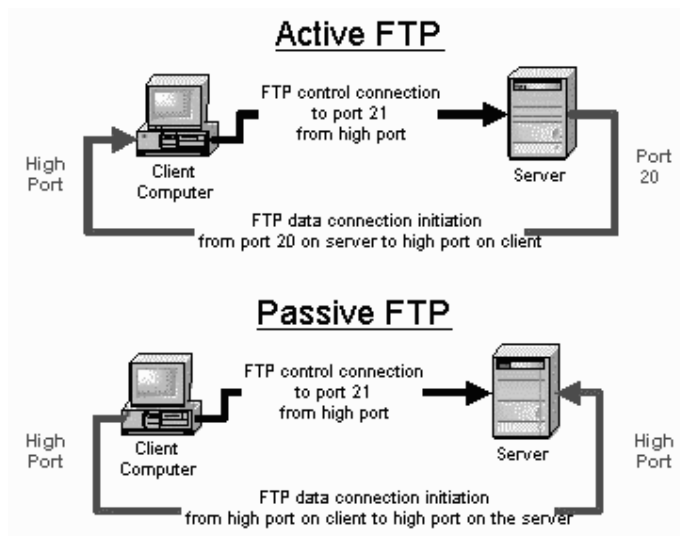 Active FTP
FTP control connection
to port 21
from high port
High
Port
Client
Computer
Server
Port
20
FTP data connection initiation
from port 20 on server to high port on client
Passive FTP
FTP control connection
to port 21
from high port
High
Port
Client
Computer
Server
High
Port
FTP data connection initiation
from high port on client to high port on the server